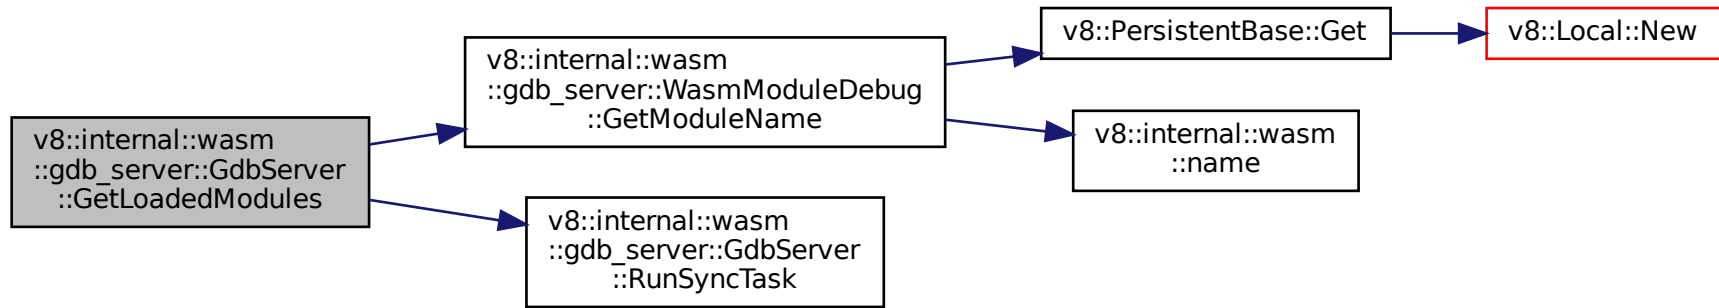 v8::internal::wasm
::gdb_server::GdbServer
::GetLoadedModules
v8::internal::wasm
::gdb_server::WasmModuleDebug
::GetModuleName
v8::PersistentBase::Get
v8::Local::New
v8::internal::wasm
::name
v8::internal::wasm
::gdb_server::GdbServer
::RunSyncTask